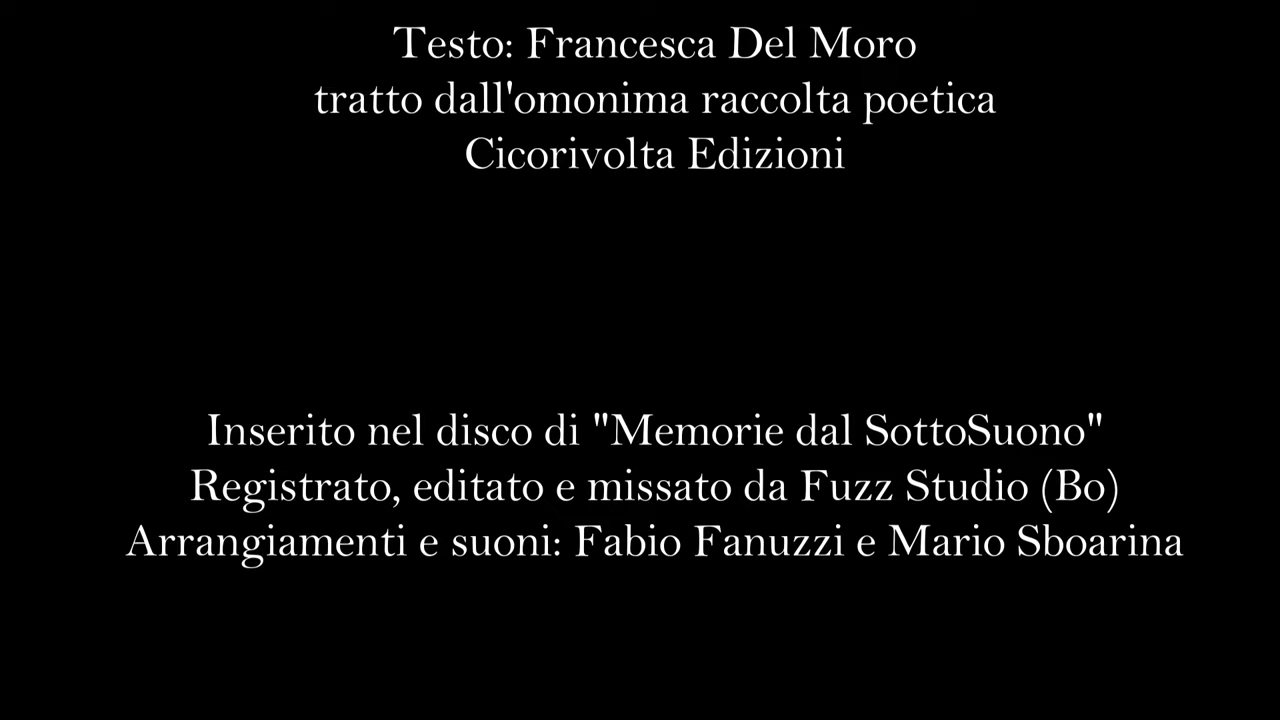 Testo: Francesca Del Moro
tratto dall'omonima raccolta poetica
Cicorivolta Edizioni
Inserito nel disco di "Memorie dal SottoSuono"
Registrato, editato e missato da Fuzz Studio (Bo)
Arrangiamenti e suoni: Fabio Fanuzzi e Mario Sboarina